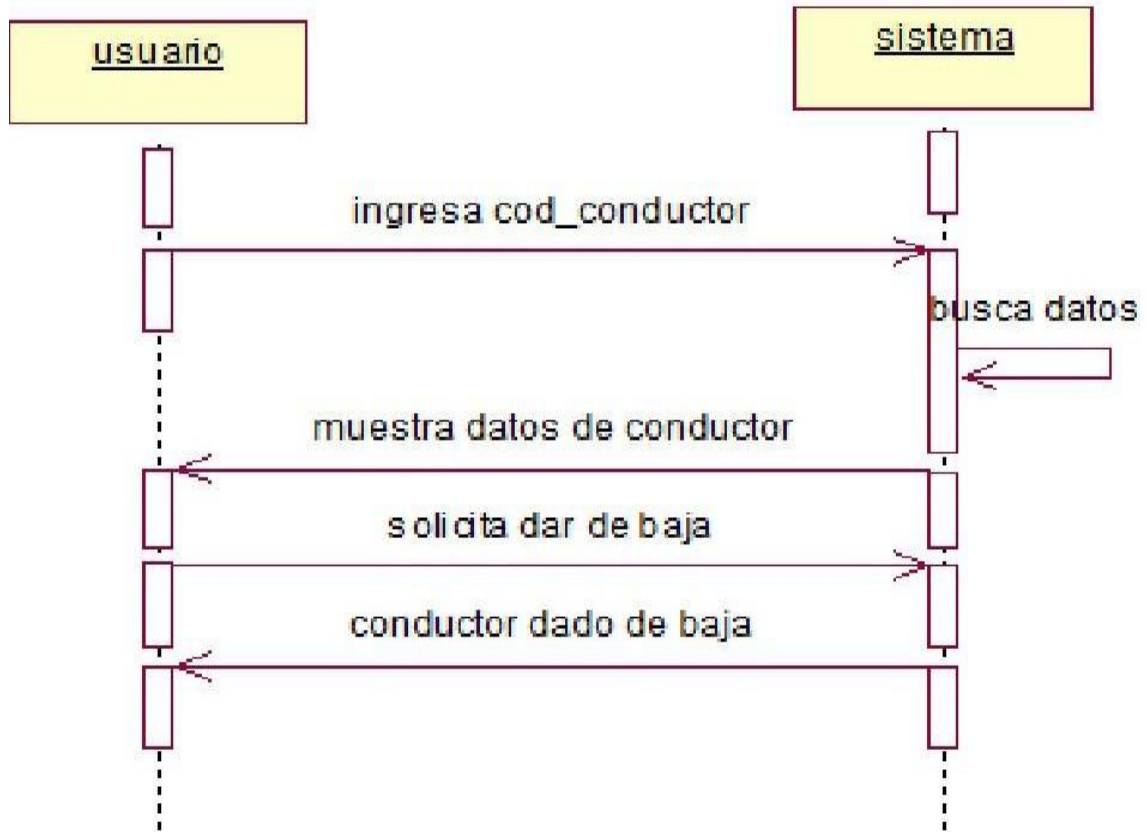 usuario
sistema
ingresa cod_conductor
busca datos
muestra datos de conductor
solicita dar de baja
conductor dado de baja